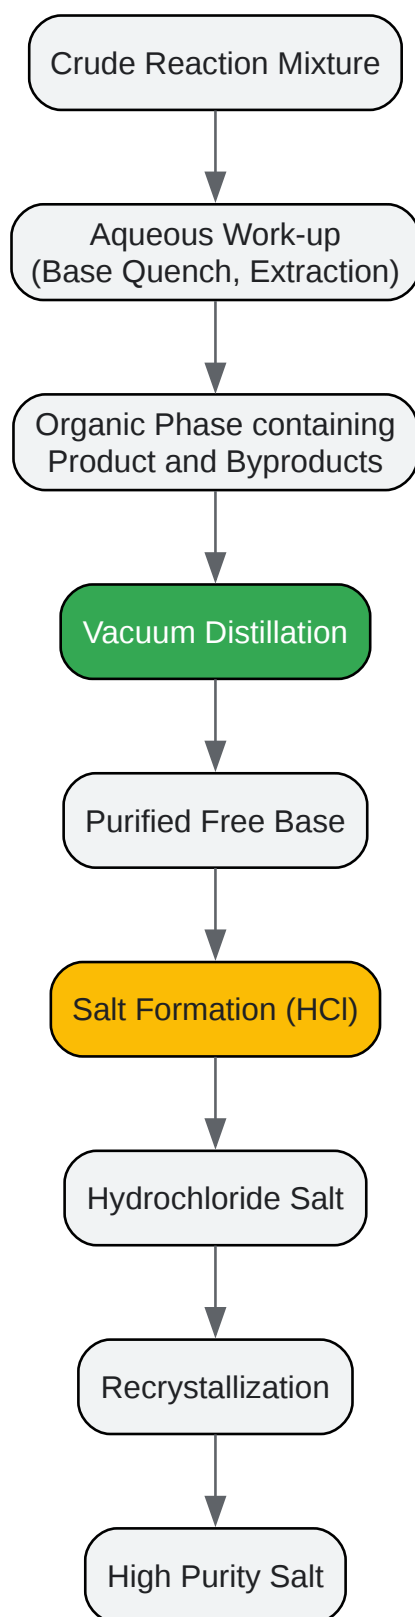 Crude Reaction Mixture
Aqueous Work-up
(Base Quench, Extraction)
Organic Phase containing
Product and Byproducts
Vacuum Distillation
Purified Free Base
Salt Formation (HCl)
Hydrochloride Salt
Recrystallization
High Purity Salt